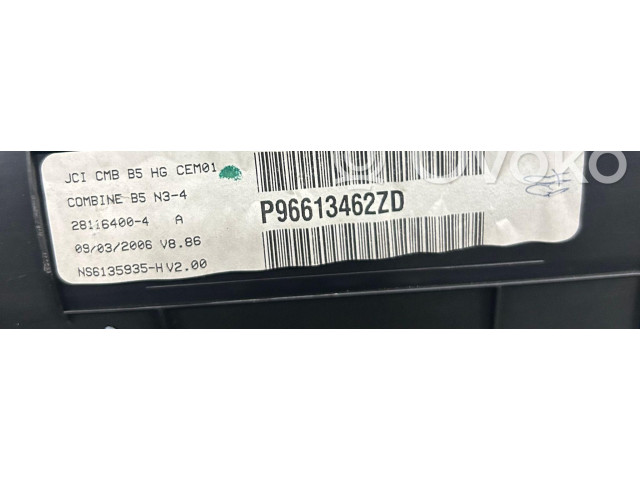 JCI CMB B5 HG CEM01
COMBINE B5 N3-4
28116400-4 A
09/03/2006 V8.86
NS6135935-H V2.00
P96613462ZD
Ovoko